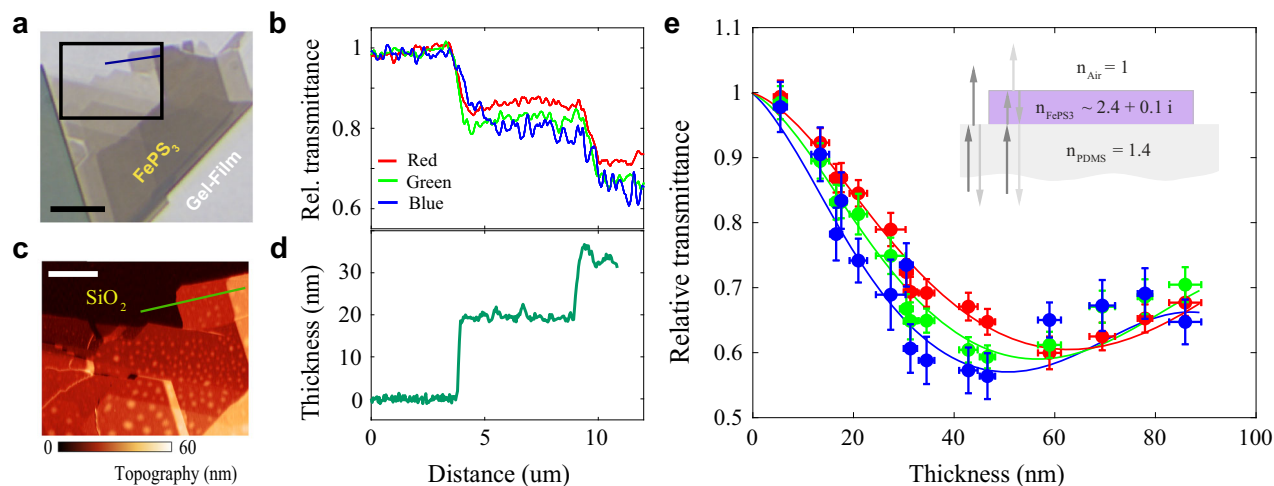 a
FePS₃
Gel-Film
b
Rel. transmittance
1
0.8
0.6
Red
Green
Blue
c
SiO₂
0
60
Topography (nm)
d
Thickness (nm)
30
20
10
0
0
5
10
Distance (um)
e
Relative transmittance
1.1
1
0.9
0.8
0.7
0.6
0.5
n_Air = 1
n_FePS3 ~ 2.4 + 0.1 i
n_PDMS = 1.4
0
20
40
60
80
100
Thickness (nm)